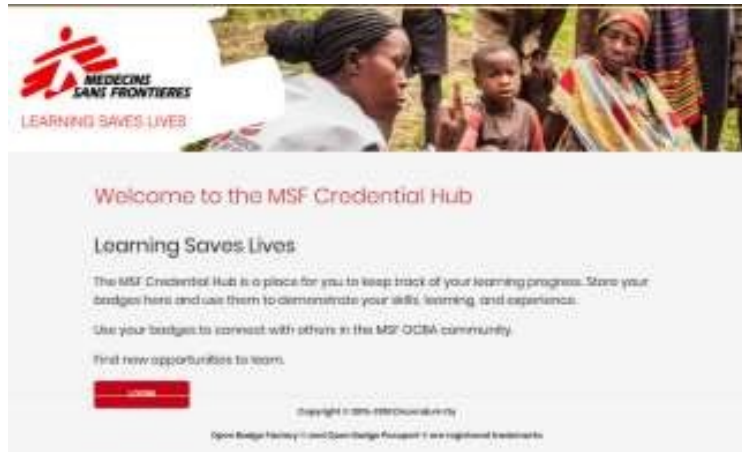 MEDECINS
SANS FRONTIERES
LEARNING SAVES LIVES
Welcome to the MSF Credential Hub
Learning Saves Lives
The MSF Credential Hub is a place for you to keep track of your learning progress. Store your
badges here and use them to demonstrate your skills, learning, and experience.
Use your badges to connect with others in the MSF OCBA community.
Find new opportunities to learn.
LOGIN
Copyright ©
Open Badge Factory ® and Open Badge Passport ® are registered trademarks